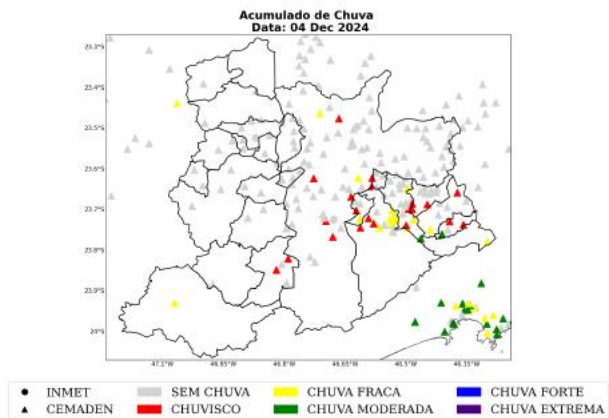 Acumulado de Chuva
Data: 04 Dec 2024
23.3°S
23.4°S
23.5°S
23.6°S
23.7°S
23.8°S
23.9°S
24°S
47.1°W
46.95°W
46.8°W
46.65°W
46.5°W
46.35°W
INMET
SEM CHUVA
CHUVA FRACA
CHUVA FORTE
CEMADEN
CHUVISCO
CHUVA MODERADA
CHUVA EXTREMA